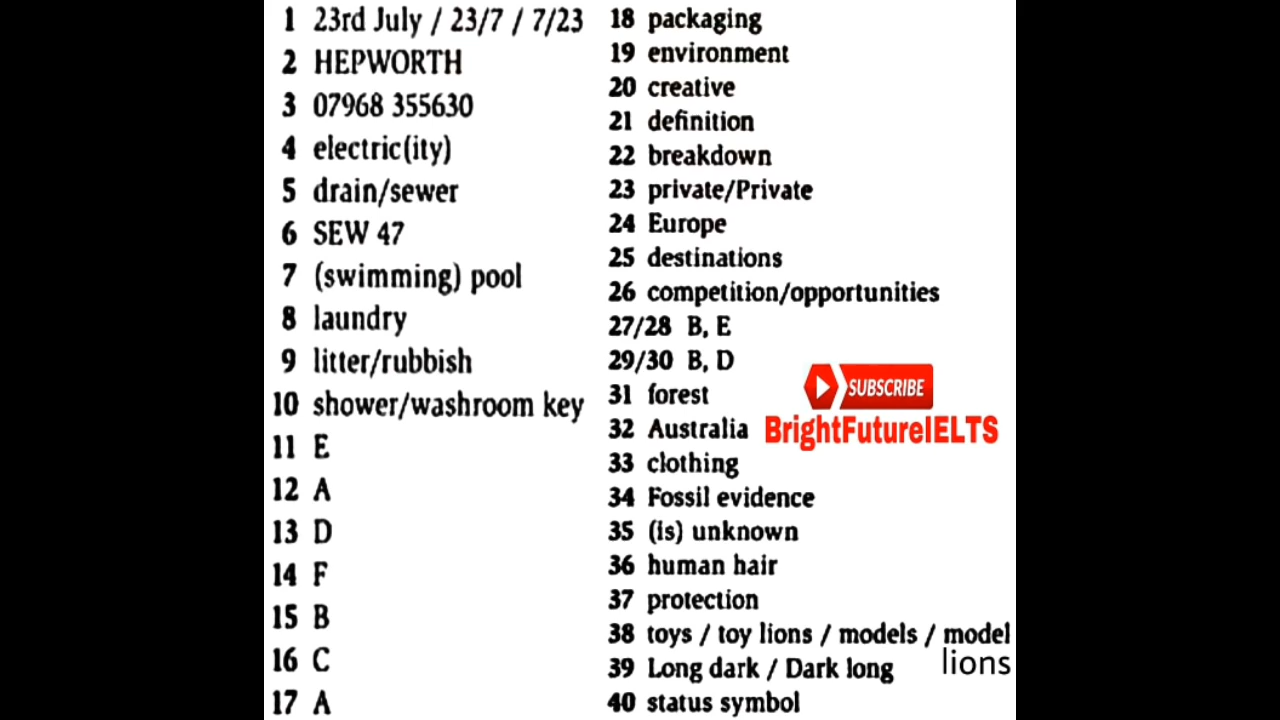 1 23rd July / 23/7 / 7/23
2 HEPWORTH
3 07968 355630
4 electric(ity)
5 drain/sewer
6 SEW 47
7 (swimming) pool
8 laundry
9 litter/rubbish
10 shower/washroom key
11 E
12 A
13 D
14 F
15 B
16 C
17 A
18 packaging
19 environment
20 creative
21 definition
22 breakdown
23 private/Private
24 Europe
25 destinations
26 competition/opportunities
27/28 B, E
29/30 B, D
31 forest
32 Australia
33 clothing
34 Fossil evidence
35 (is) unknown
36 human hair
37 protection
38 toys / toy lions / models / model
lions
39 Long dark / Dark long
40 status symbol
SUBSCRIBE
BrightFutureIELTS